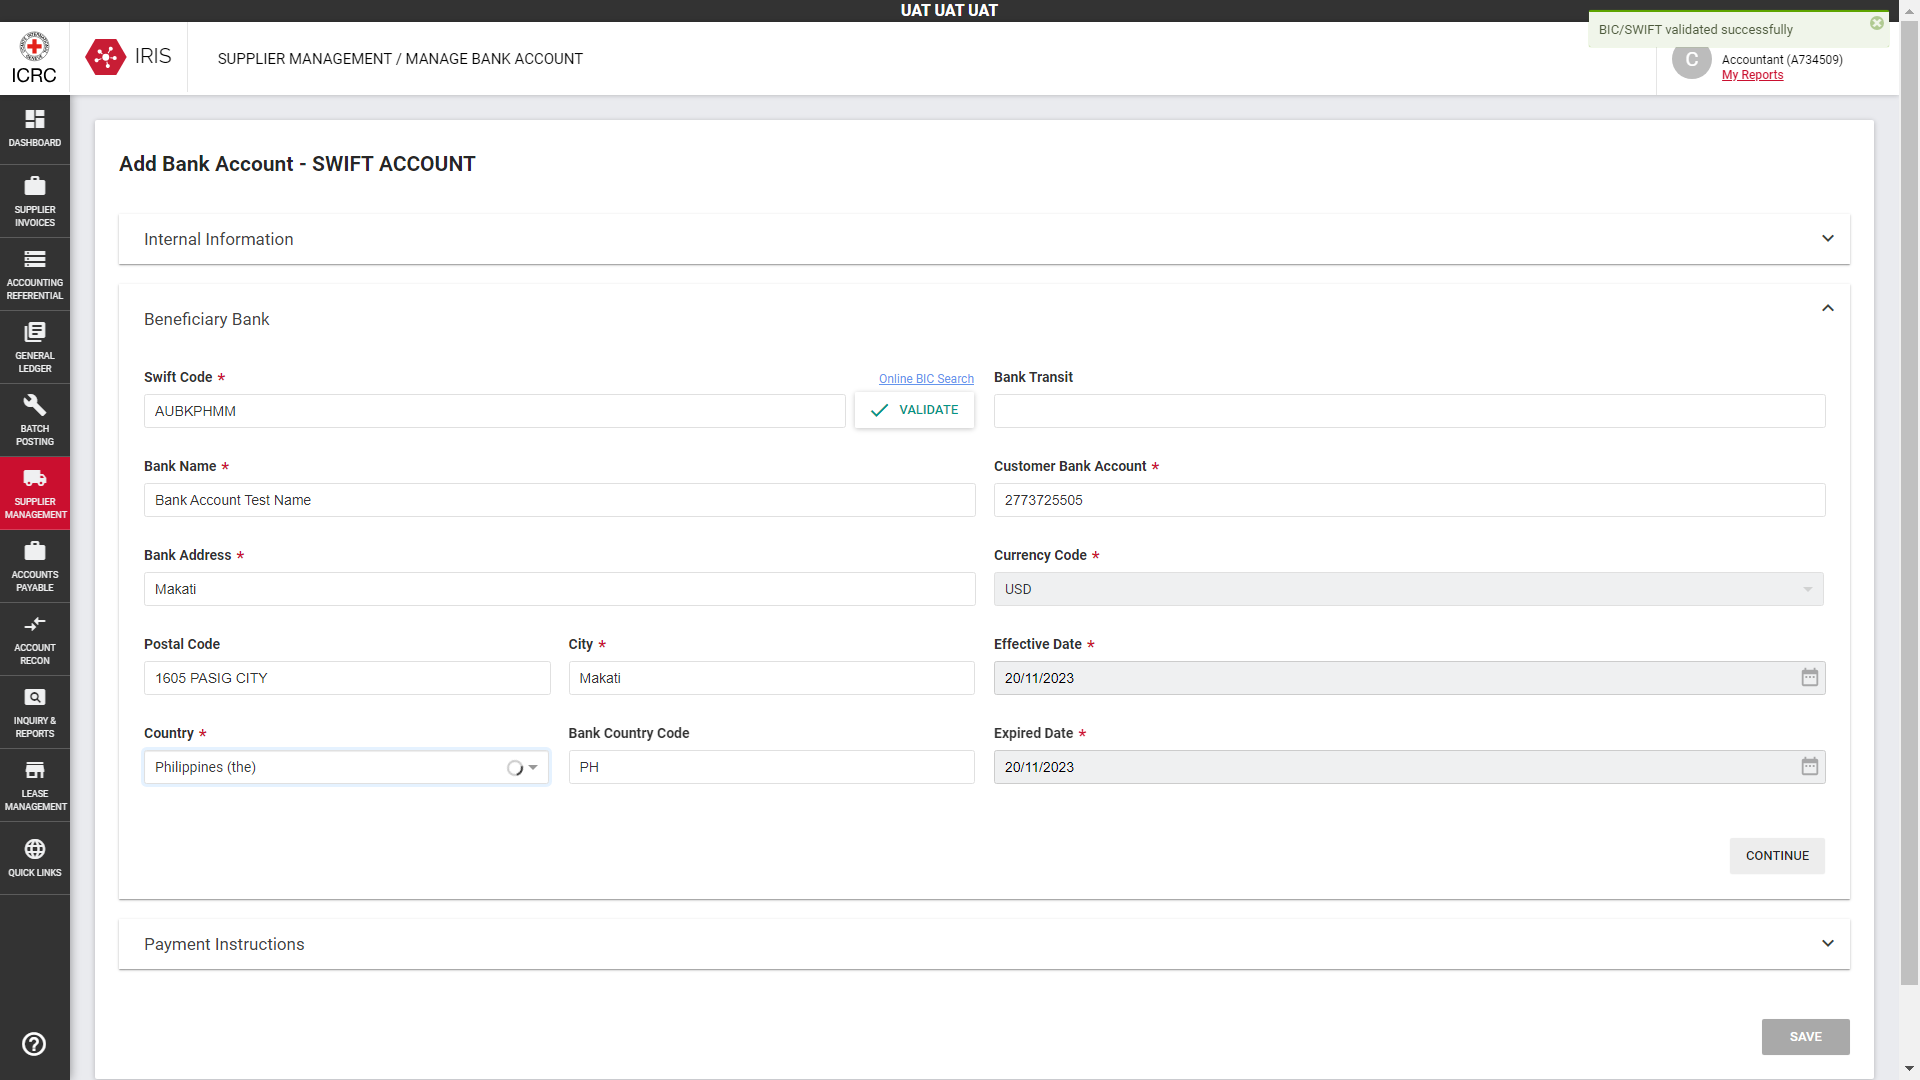 UAT UAT UAT
BIC/SWIFT validated successfully
ICRC
IRIS
SUPPLIER MANAGEMENT / MANAGE BANK ACCOUNT
C
Accountant (A734509)
My Reports
DASHBOARD
SUPPLIER
INVOICES
ACCOUNTING
REFERENTIAL
GENERAL
LEDGER
BATCH
POSTING
SUPPLIER
MANAGEMENT
ACCOUNTS
PAYABLE
ACCOUNT
RECON
INQUIRY &
REPORTS
LEASE
MANAGEMENT
QUICK LINKS
Add Bank Account - SWIFT ACCOUNT
Internal Information
Beneficiary Bank
Swift Code *
Online BIC Search
AUBKPHMM
VALIDATE
Bank Transit
Bank Name *
Bank Account Test Name
Customer Bank Account *
2773725505
Bank Address *
Makati
Currency Code *
USD
Postal Code
1605 PASIG CITY
City *
Makati
Effective Date *
20/11/2023
Country *
Philippines (the)
Bank Country Code
PH
Expired Date *
20/11/2023
CONTINUE
Payment Instructions
SAVE